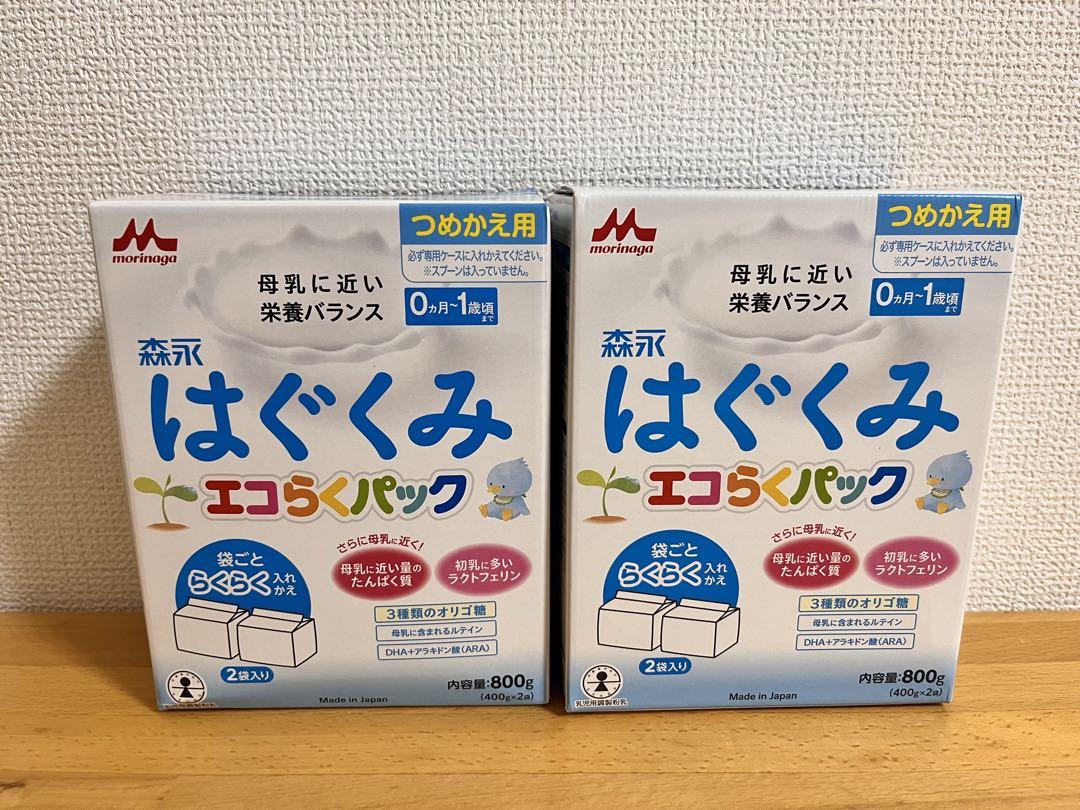 morinaga
つめかえ用
必ず専用ケースに入れかえてください。
※スプーンは入っていません。
母乳に近い
栄養バランス
0ヵ月~1歳頃
まで
森永
はぐくみ
エコらくパック
袋ごと
らくらく入れかえ
さらに母乳に近く!
母乳に近い量の
たんぱく質
初乳に多い
ラクトフェリン
3種類のオリゴ糖
母乳に含まれるルテイン
DHA+アラキドン酸(ARA)
2袋入り
内容量:800g
(400g×2袋)
Made in Japan
乳児用調製粉乳
morinaga
つめかえ用
必ず専用ケースに入れかえてください。
※スプーンは入っていません。
母乳に近い
栄養バランス
0ヵ月~1歳頃
まで
森永
はぐくみ
エコらくパック
袋ごと
らくらく入れかえ
さらに母乳に近く!
母乳に近い量の
たんぱく質
初乳に多い
ラクトフェリン
3種類のオリゴ糖
母乳に含まれるルテイン
DHA+アラキドン酸(ARA)
2袋入り
内容量:800g
(400g×2袋)
Made in Japan
乳児用調製粉乳